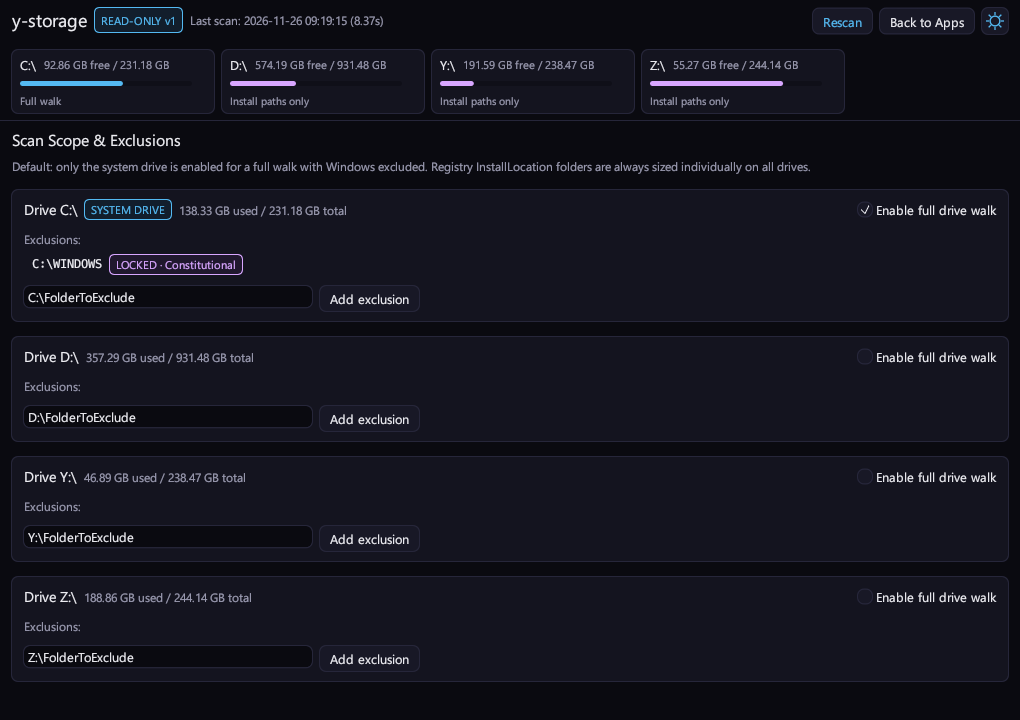 y-storage READ-ONLY v1 Last scan: 2026-11-26 09:19:15 (8.37s) Rescan Back to Apps
C:\ 92.86 GB free / 231.18 GB
Full walk
D:\ 574.19 GB free / 931.48 GB
Install paths only
Y:\ 191.59 GB free / 238.47 GB
Install paths only
Z:\ 55.27 GB free / 244.14 GB
Install paths only
Scan Scope & Exclusions
Default: only the system drive is enabled for a full walk with Windows excluded. Registry InstallLocation folders are always sized individually on all drives.
Drive C:\ SYSTEM DRIVE 138.33 GB used / 231.18 GB total Enable full drive walk
Exclusions:
C:\WINDOWS LOCKED · Constitutional
C:\FolderToExclude Add exclusion
Drive D:\ 357.29 GB used / 931.48 GB total Enable full drive walk
Exclusions:
D:\FolderToExclude Add exclusion
Drive Y:\ 46.89 GB used / 238.47 GB total Enable full drive walk
Exclusions:
Y:\FolderToExclude Add exclusion
Drive Z:\ 188.86 GB used / 244.14 GB total Enable full drive walk
Exclusions:
Z:\FolderToExclude Add exclusion